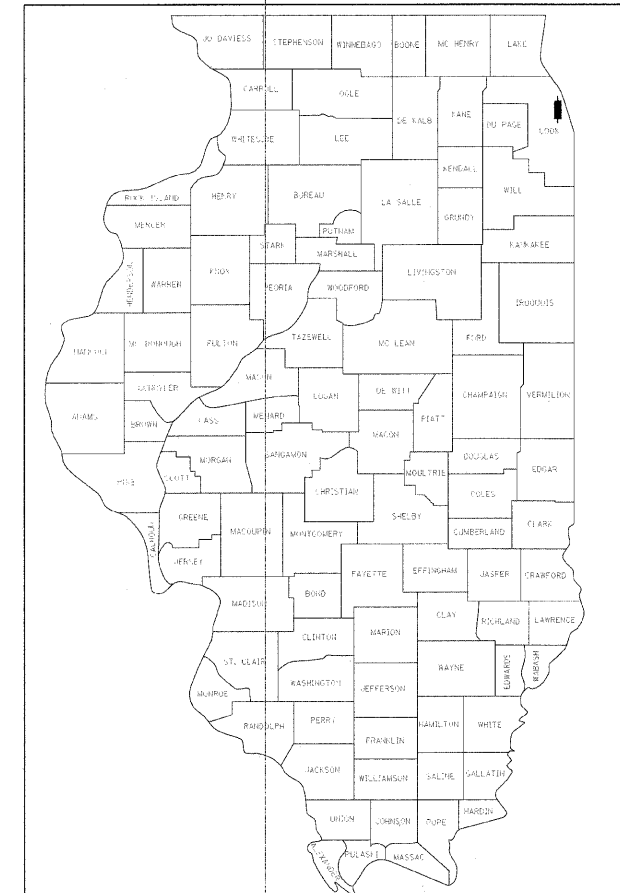 JO DAVIESS STEPHENSON WINNEBAGO BOONE MC HENRY LAKE
CARROLL OGLE
DE KALB KANE DU PAGE COOK
WHITESIDE LEE
KENDALL
ROCK ISLAND HENRY BUREAU LA SALLE WILL
GRUNDY
MERCER PUTNAM
KANKAKEE
STARK MARSHALL
HENDERSON WARREN KNOX LIVINGSTON
PEORIA WOODFORD IROQUOIS
HANCOCK MC DONOUGH FULTON TAZEWELL MC LEAN FORD
MASON
SCHUYLER LOGAN DE WITT CHAMPAIGN VERMILION
ADAMS BROWN CASS MENARD PIATT
MACON
MORGAN SANGAMON DOUGLAS EDGAR
PIKE SCOTT MOULTRIE
CHRISTIAN COLES
GREENE SHELBY CLARK
CALHOUN MACOUPIN MONTGOMERY CUMBERLAND
JERSEY FAYETTE EFFINGHAM JASPER CRAWFORD
MADISON BOND
CLAY RICHLAND LAWRENCE
CLINTON MARION
ST. CLAIR WAYNE EDWARDS WABASH
WASHINGTON JEFFERSON
MONROE
RANDOLPH PERRY HAMILTON WHITE
FRANKLIN
JACKSON WILLIAMSON SALINE GALLATIN
UNION JOHNSON POPE HARDIN
ALEXANDER PULASKI MASSAC